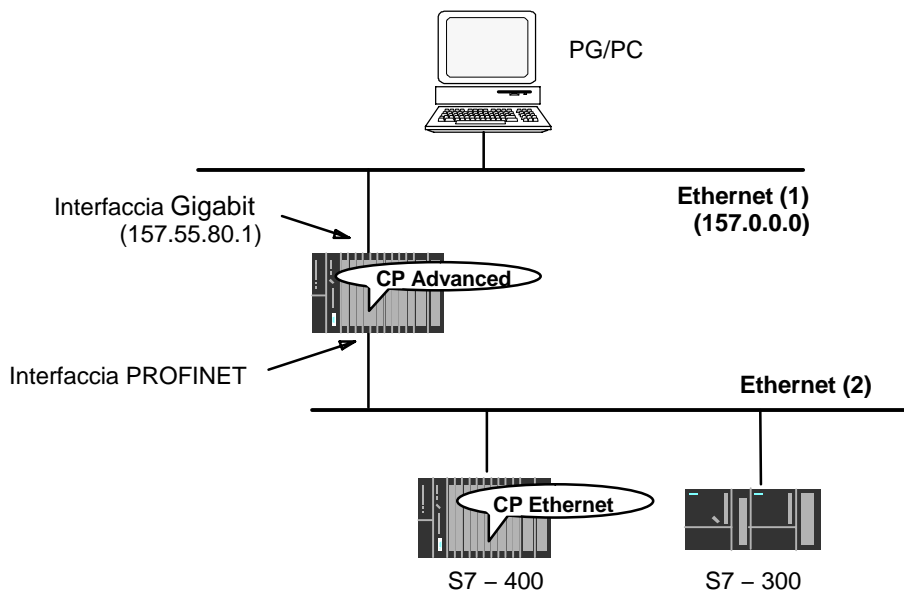 PG/PC
Interfaccia Gigabit
(157.55.80.1)
Ethernet (1)
(157.0.0.0)
CP Advanced
Interfaccia PROFINET
Ethernet (2)
CP Ethernet
S7 – 400
S7 – 300